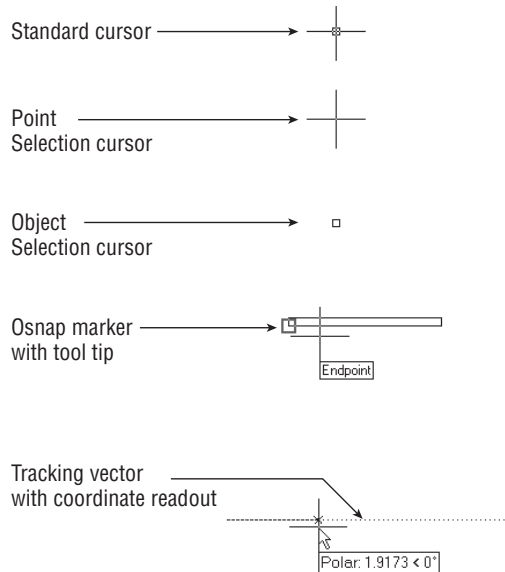 Standard cursor
Point
Selection cursor
Object
Selection cursor
Osnap marker
with tool tip
Endpoint
Tracking vector
with coordinate readout
Polar: 1.9173 < 0°